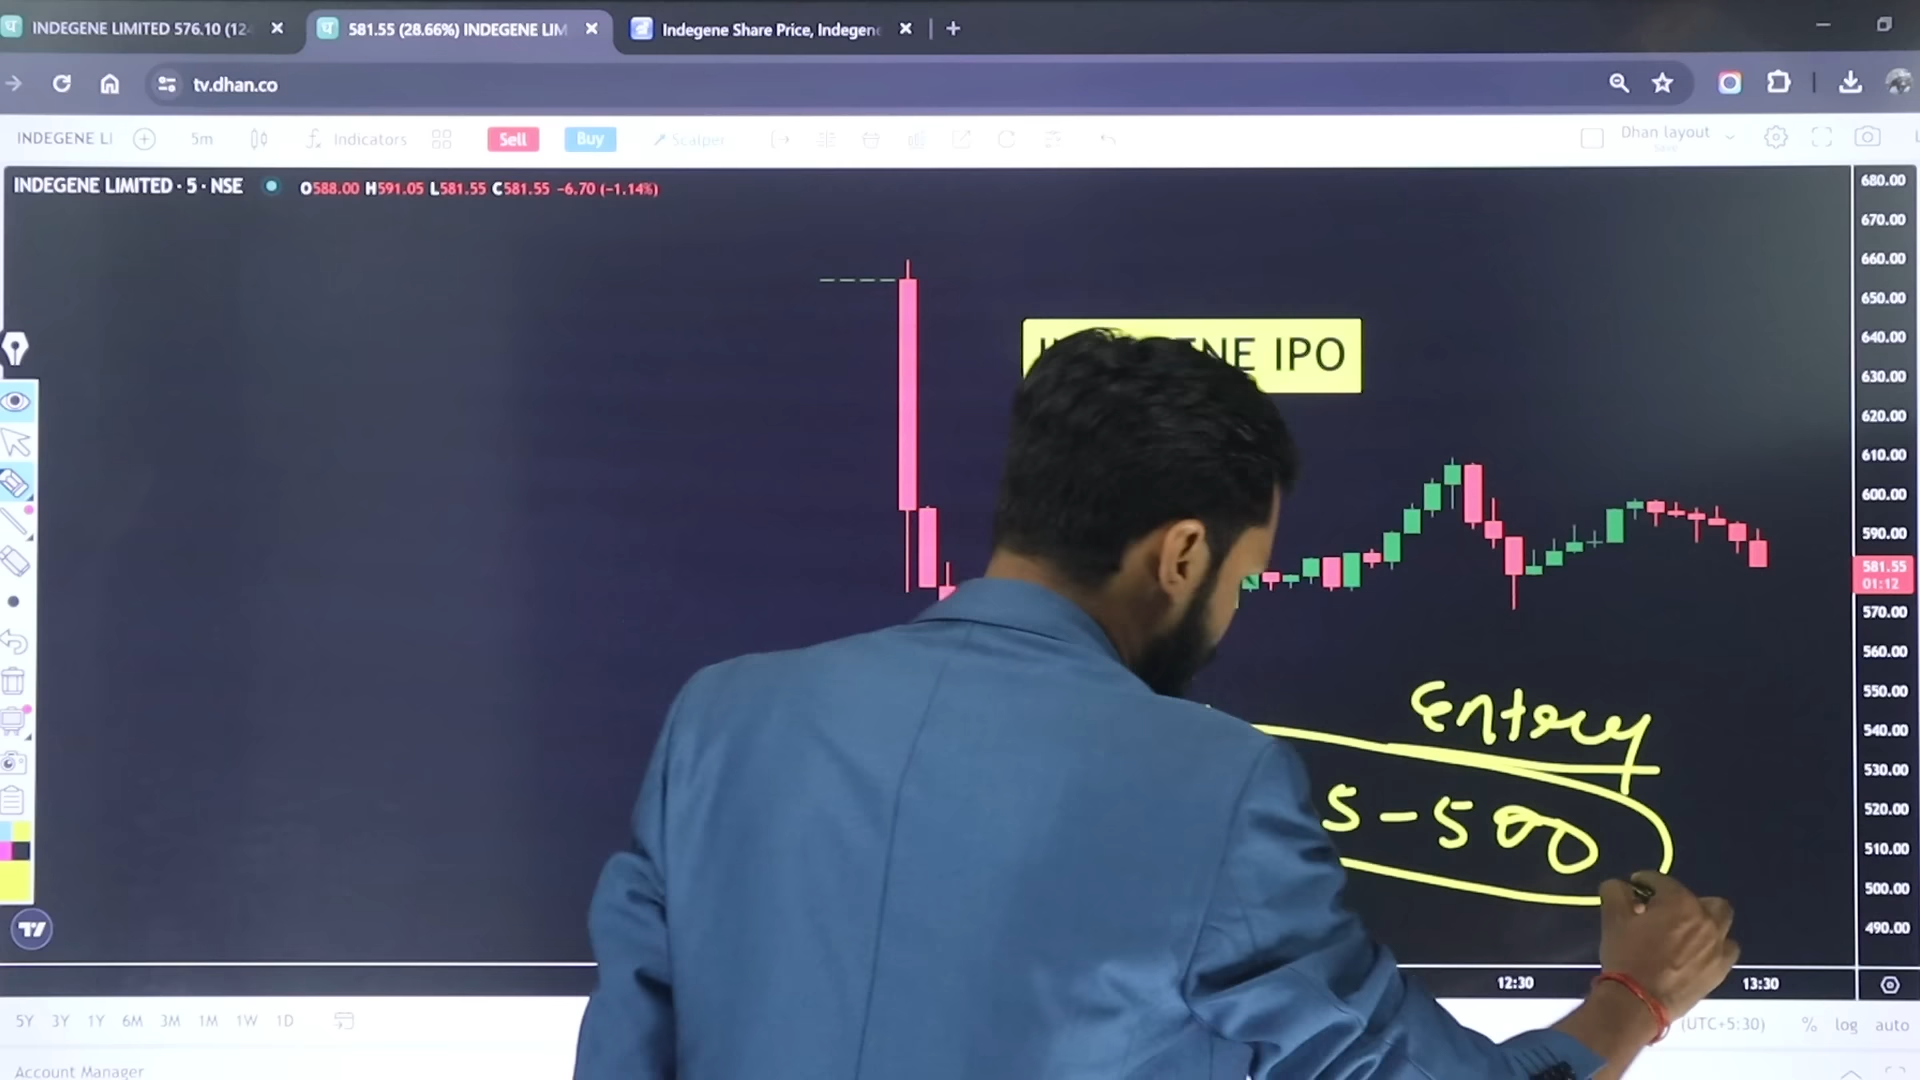 INDEGENE LIMITED 576.10 (12
581.55 (28.66%) INDEGENE LIM
Indegene Share Price, Indegene
tv.dhan.co
INDEGENE LI
5m
Indicators
Sell
Buy
Scalper
Dhan layout
Save
INDEGENE LIMITED · 5 · NSE
O588.00 H591.05 L581.55 C581.55 -6.70 (-1.14%)
NE IPO
680.00
670.00
660.00
650.00
640.00
630.00
620.00
610.00
600.00
590.00
581.55
01:12
570.00
560.00
550.00
540.00
530.00
520.00
510.00
500.00
490.00
Entry
5-500
12:30
13:30
5Y 3Y 1Y 6M 3M 1M 1W 1D
(UTC+5:30)
% log auto
Account Manager